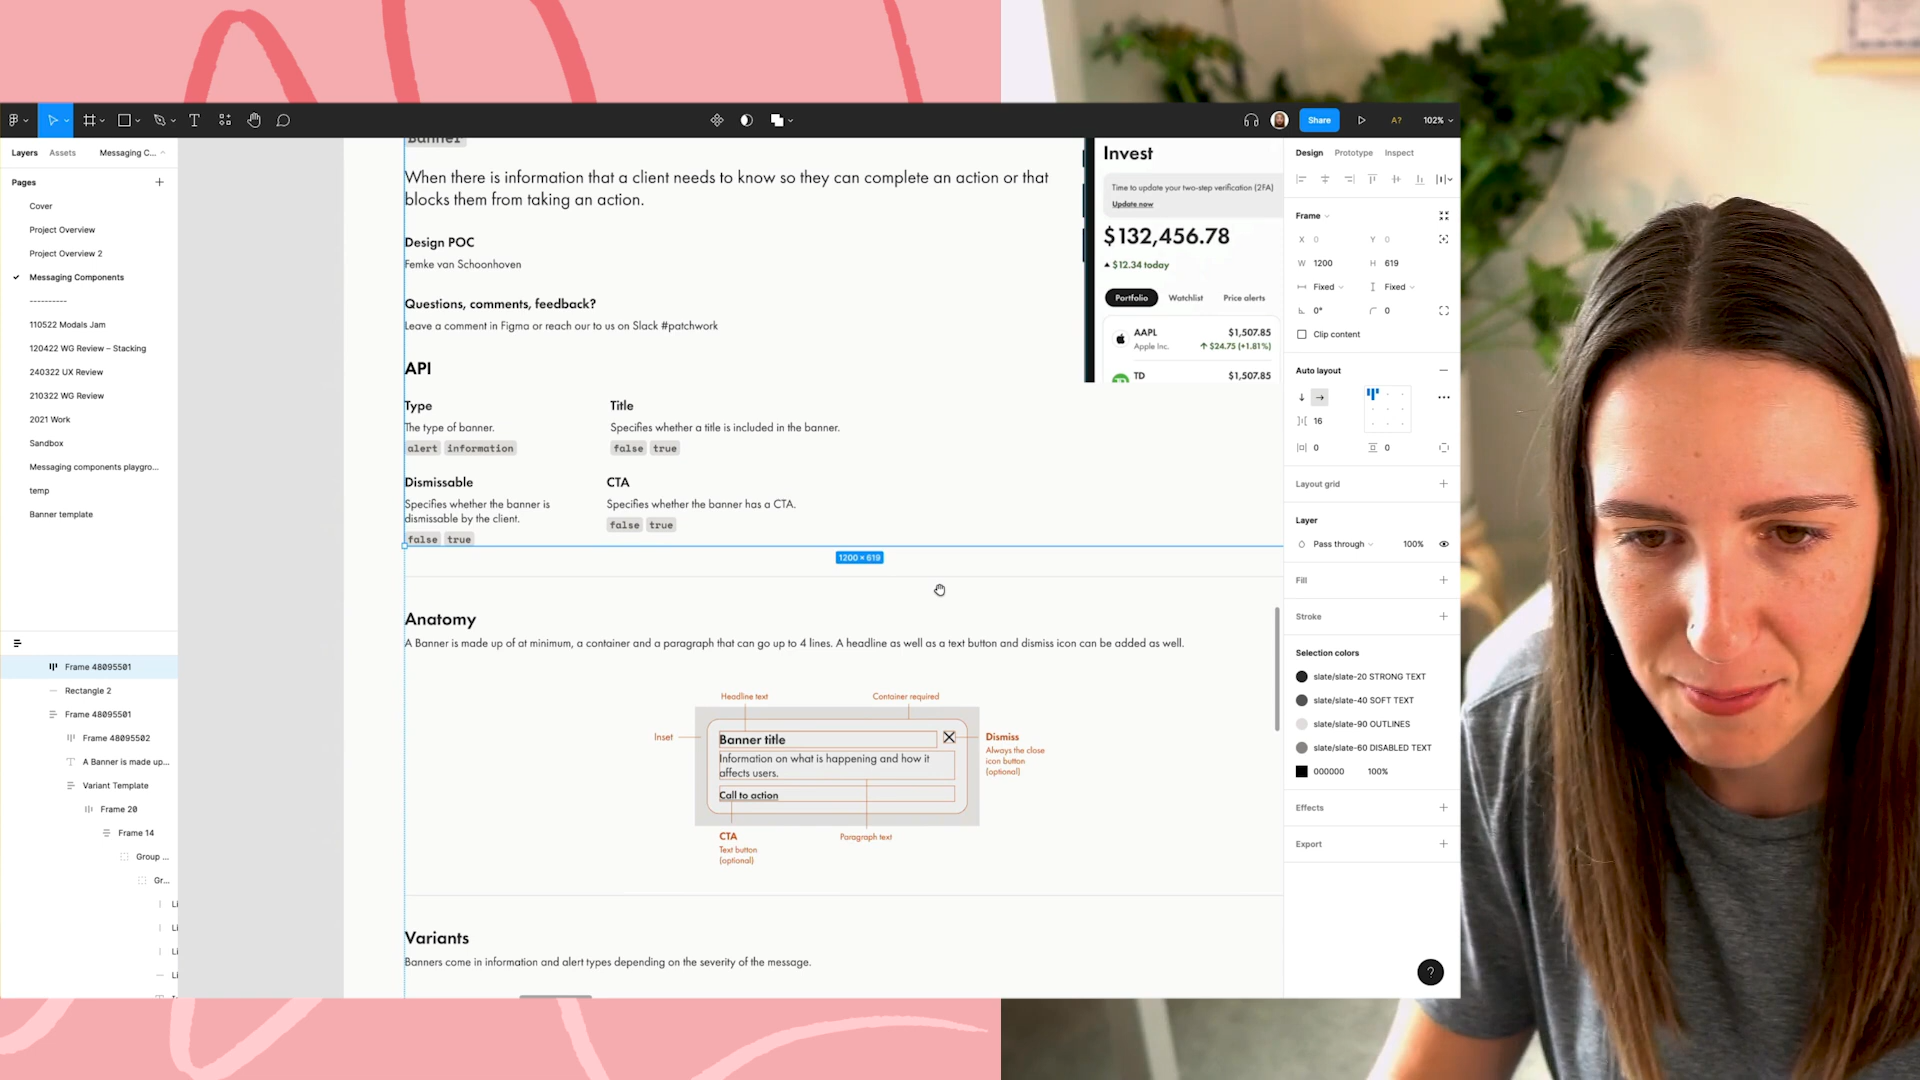 Share
A?
102%
Layers
Assets
Messaging C...
Pages
Cover
Project Overview
Project Overview 2
Messaging Components
----------
110522 Modals Jam
120422 WG Review – Stacking
240322 UX Review
210322 WG Review
2021 Work
Sandbox
Messaging components playgro...
temp
Banner template
Frame 48095501
Rectangle 2
Frame 48095501
Frame 48095502
A Banner is made up...
Variant Template
Frame 20
Frame 14
Group ...
Gr...
Li
Li
Li
Li
Banner
When there is information that a client needs to know so they can complete an action or that
blocks them from taking an action.
Design POC
Femke van Schoonhoven
Questions, comments, feedback?
Leave a comment in Figma or reach our to us on Slack #patchwork
API
Type
The type of banner.
alert information
Title
Specifies whether a title is included in the banner.
false true
Dismissable
Specifies whether the banner is
dismissable by the client.
false true
CTA
Specifies whether the banner has a CTA.
false true
1200 × 619
Anatomy
A Banner is made up of at minimum, a container and a paragraph that can go up to 4 lines. A headline as well as a text button and dismiss icon can be added as well.
Headline text
Container required
Inset
Banner title
Information on what is happening and how it
affects users.
Call to action
Dismiss
Always the close
icon button
(optional)
CTA
Text button
(optional)
Paragraph text
Variants
Banners come in information and alert types depending on the severity of the message.
Invest
Time to update your two-step verification (2FA)
Update now
$132,456.78
$12.34 today
Portfolio
Watchlist
Price alerts
AAPL
$1,507.85
Apple Inc.
$24.75 (+1.81%)
TD
$1,507.85
Design
Prototype
Inspect
Frame
X 0
Y 0
W 1200
H 619
Fixed
Fixed
0°
0
Clip content
Auto layout
16
0
0
Layout grid
Layer
Pass through
100%
Fill
Stroke
Selection colors
slate/slate-20 STRONG TEXT
slate/slate-40 SOFT TEXT
slate/slate-90 OUTLINES
slate/slate-60 DISABLED TEXT
000000
100%
Effects
Export
?